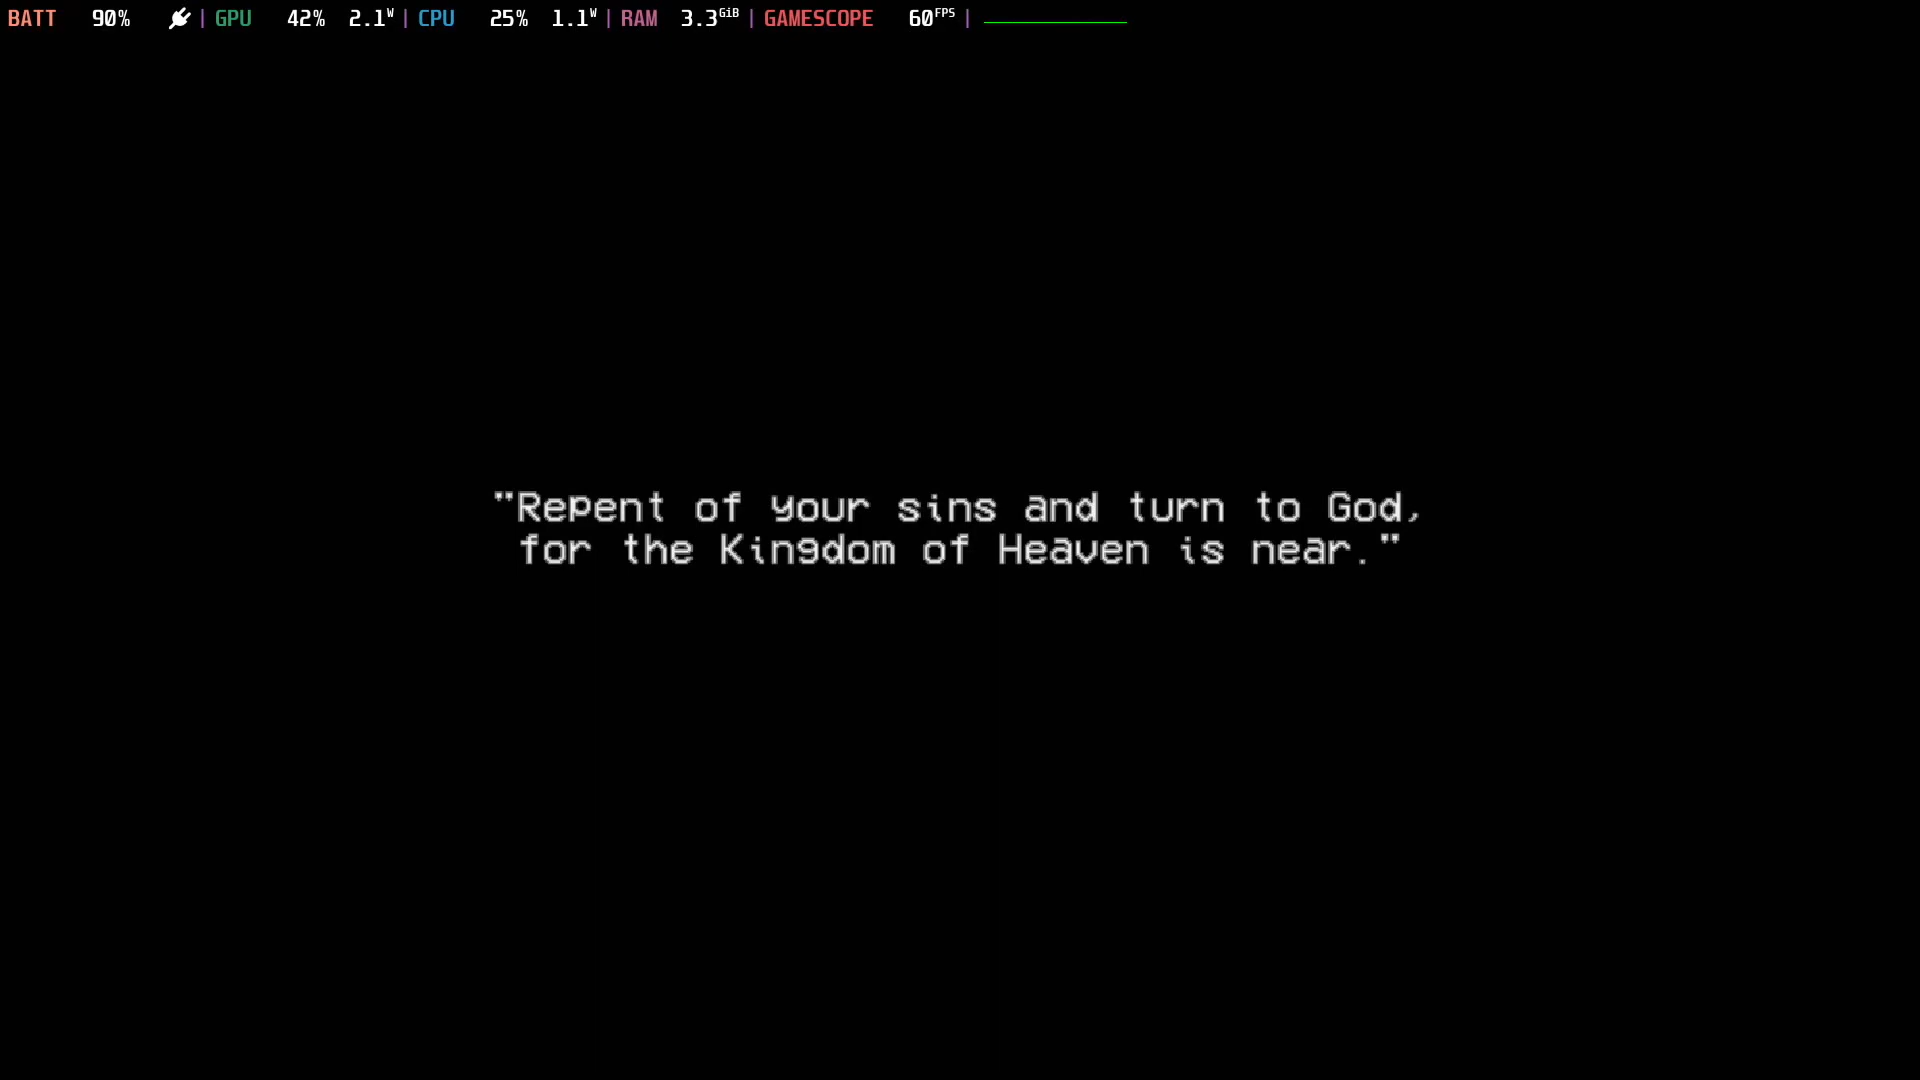 BATT 90% | GPU 42% 2.1W | CPU 25% 1.1W | RAM 3.3GiB | GAMESCOPE 60FPS |
"Repent of your sins and turn to God,
for the Kingdom of Heaven is near."